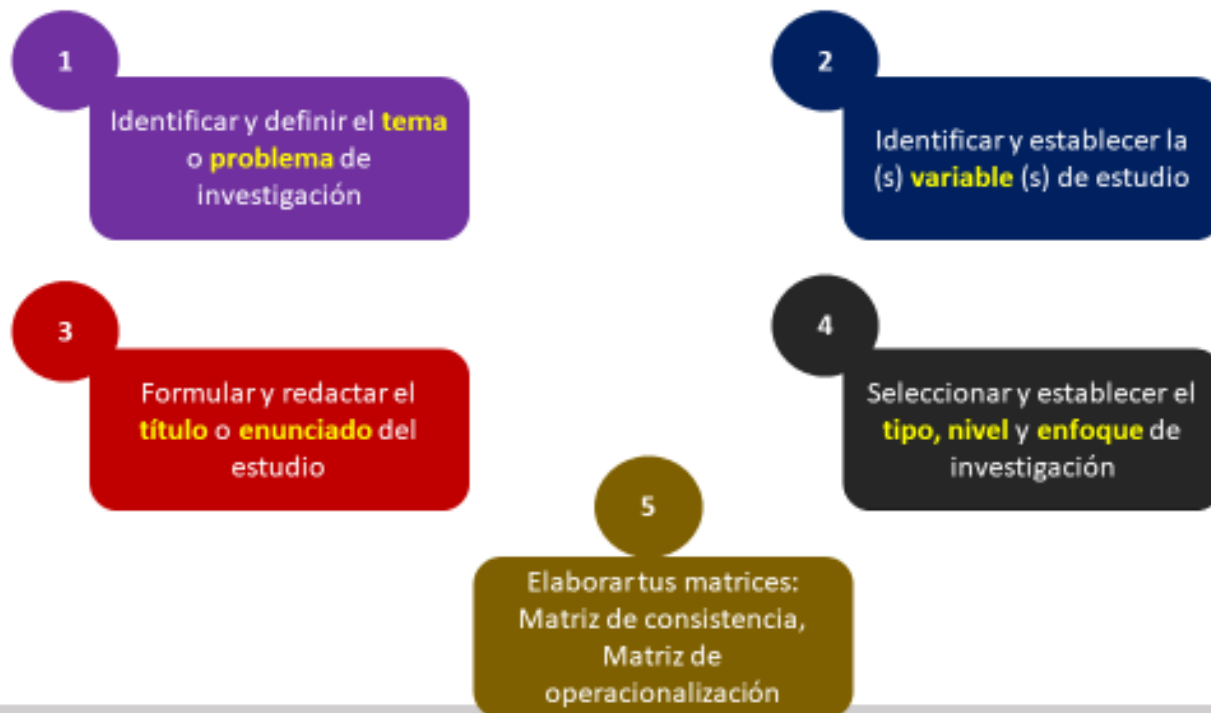 1
Identificar y definir el tema
o problema de
investigación
2
Identificar y establecer la
(s) variable (s) de estudio
3
Formular y redactar el
título o enunciado del
estudio
4
Seleccionar y establecer el
tipo, nivel y enfoque de
investigación
5
Elaborar tus matrices:
Matriz de consistencia,
Matriz de
operacionalización